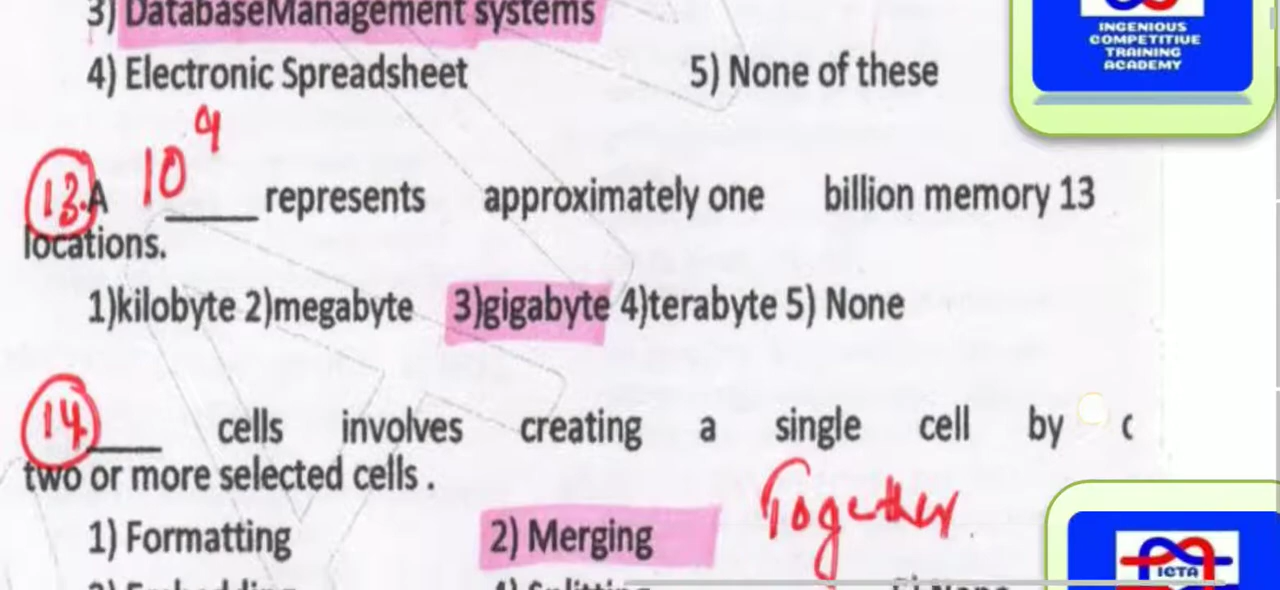 3) DatabaseManagement systems
4) Electronic Spreadsheet 5) None of these
INGENIOUS
COMPETITIVE
TRAINING
ACADEMY
10⁹
13. A ____ represents approximately one billion memory 13
locations.
1)kilobyte 2)megabyte 3)gigabyte 4)terabyte 5) None
14. ____ cells involves creating a single cell by c
two or more selected cells .
Together
1) Formatting 2) Merging
ICTA